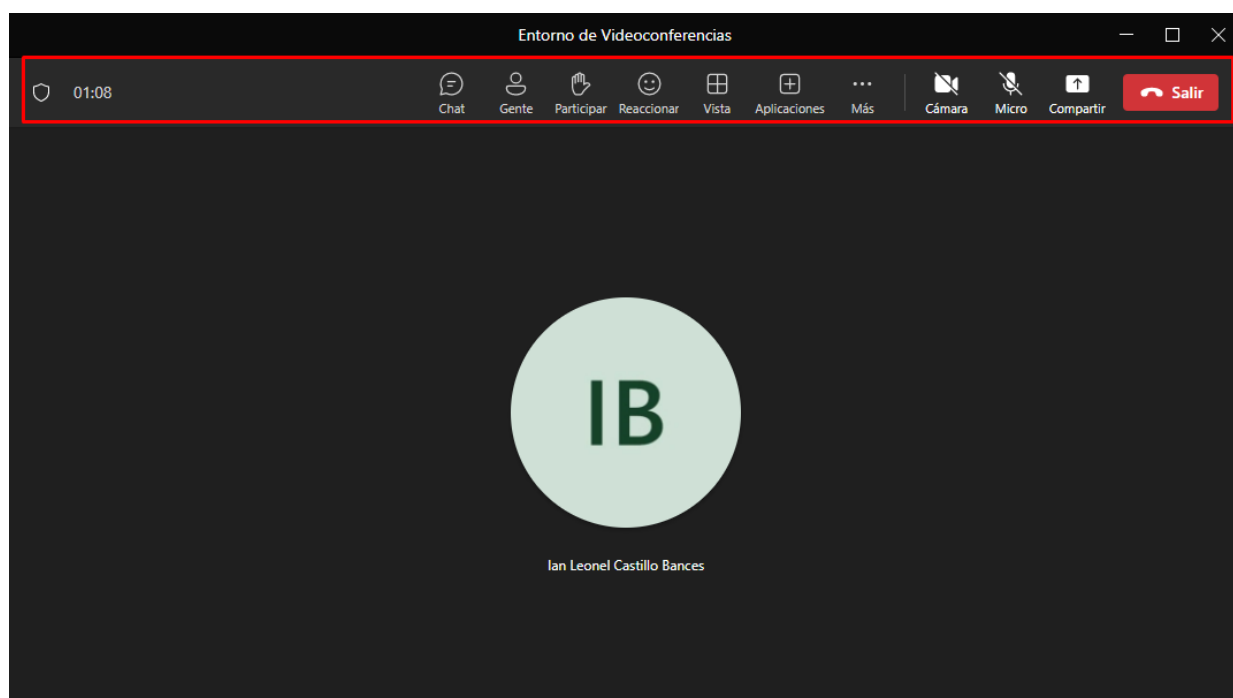 Entorno de Videoconferencias
01:08
Chat Gente Participar Reaccionar Vista Aplicaciones Más Cámara Micro Compartir Salir
IB
Ian Leonel Castillo Bances